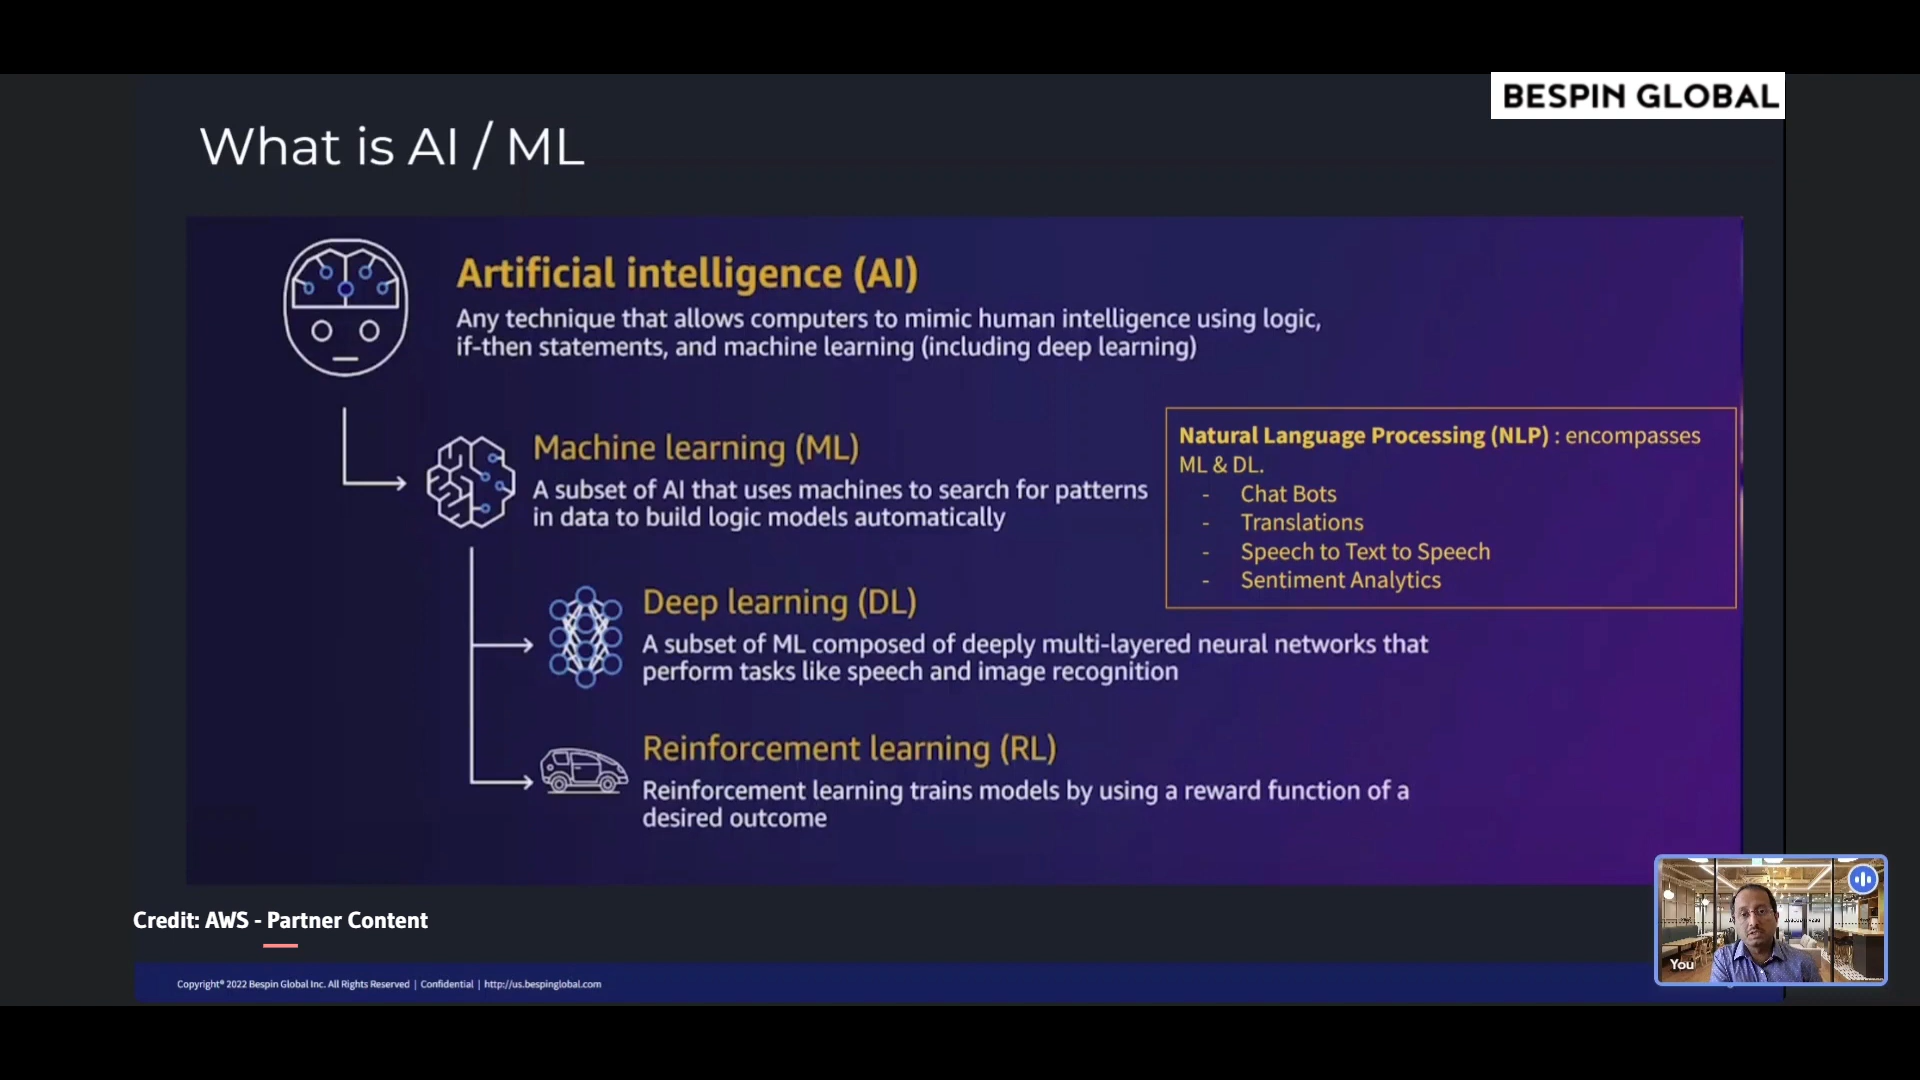 BESPIN GLOBAL
What is AI / ML
Artificial intelligence (AI)
Any technique that allows computers to mimic human intelligence using logic,
if-then statements, and machine learning (including deep learning)
Machine learning (ML)
A subset of AI that uses machines to search for patterns
in data to build logic models automatically
Natural Language Processing (NLP) : encompasses
ML & DL.
- Chat Bots
- Translations
- Speech to Text to Speech
- Sentiment Analytics
Deep learning (DL)
A subset of ML composed of deeply multi-layered neural networks that
perform tasks like speech and image recognition
Reinforcement learning (RL)
Reinforcement learning trains models by using a reward function of a
desired outcome
Credit: AWS - Partner Content
You
Copyright® 2022 Bespin Global Inc. All Rights Reserved | Confidential | http://us.bespinglobal.com